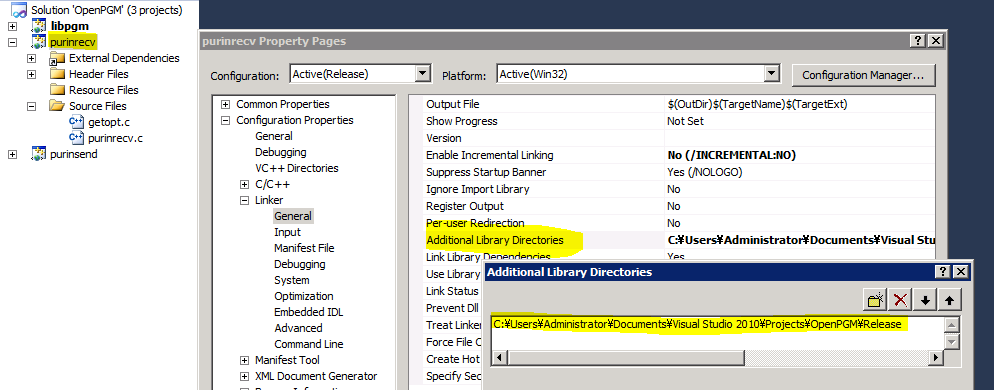 Solution 'OpenPGM' (3 projects)
libpgm
purinrecv
External Dependencies
Header Files
Resource Files
Source Files
getopt.c
purinrecv.c
purinsend
purinrecv Property Pages
Configuration: Active(Release) Platform: Active(Win32) Configuration Manager...
Common Properties
Configuration Properties
General
Debugging
VC++ Directories
C/C++
Linker
General
Input
Manifest File
Debugging
System
Optimization
Embedded IDL
Advanced
Command Line
Manifest Tool
XML Document Generator
Output File $(OutDir)$(TargetName)$(TargetExt)
Show Progress Not Set
Version
Enable Incremental Linking No (/INCREMENTAL:NO)
Suppress Startup Banner Yes (/NOLOGO)
Ignore Import Library No
Register Output No
Per-user Redirection No
Additional Library Directories C:¥Users¥Administrator¥Documents¥Visual Stu
Link Library Dependencies Yes
Use Library
Link Status
Prevent Dll
Treat Linker
Force File C
Create Hot
Specify Sec
Additional Library Directories
C:¥Users¥Administrator¥Documents¥Visual Studio 2010¥Projects¥OpenPGM¥Release